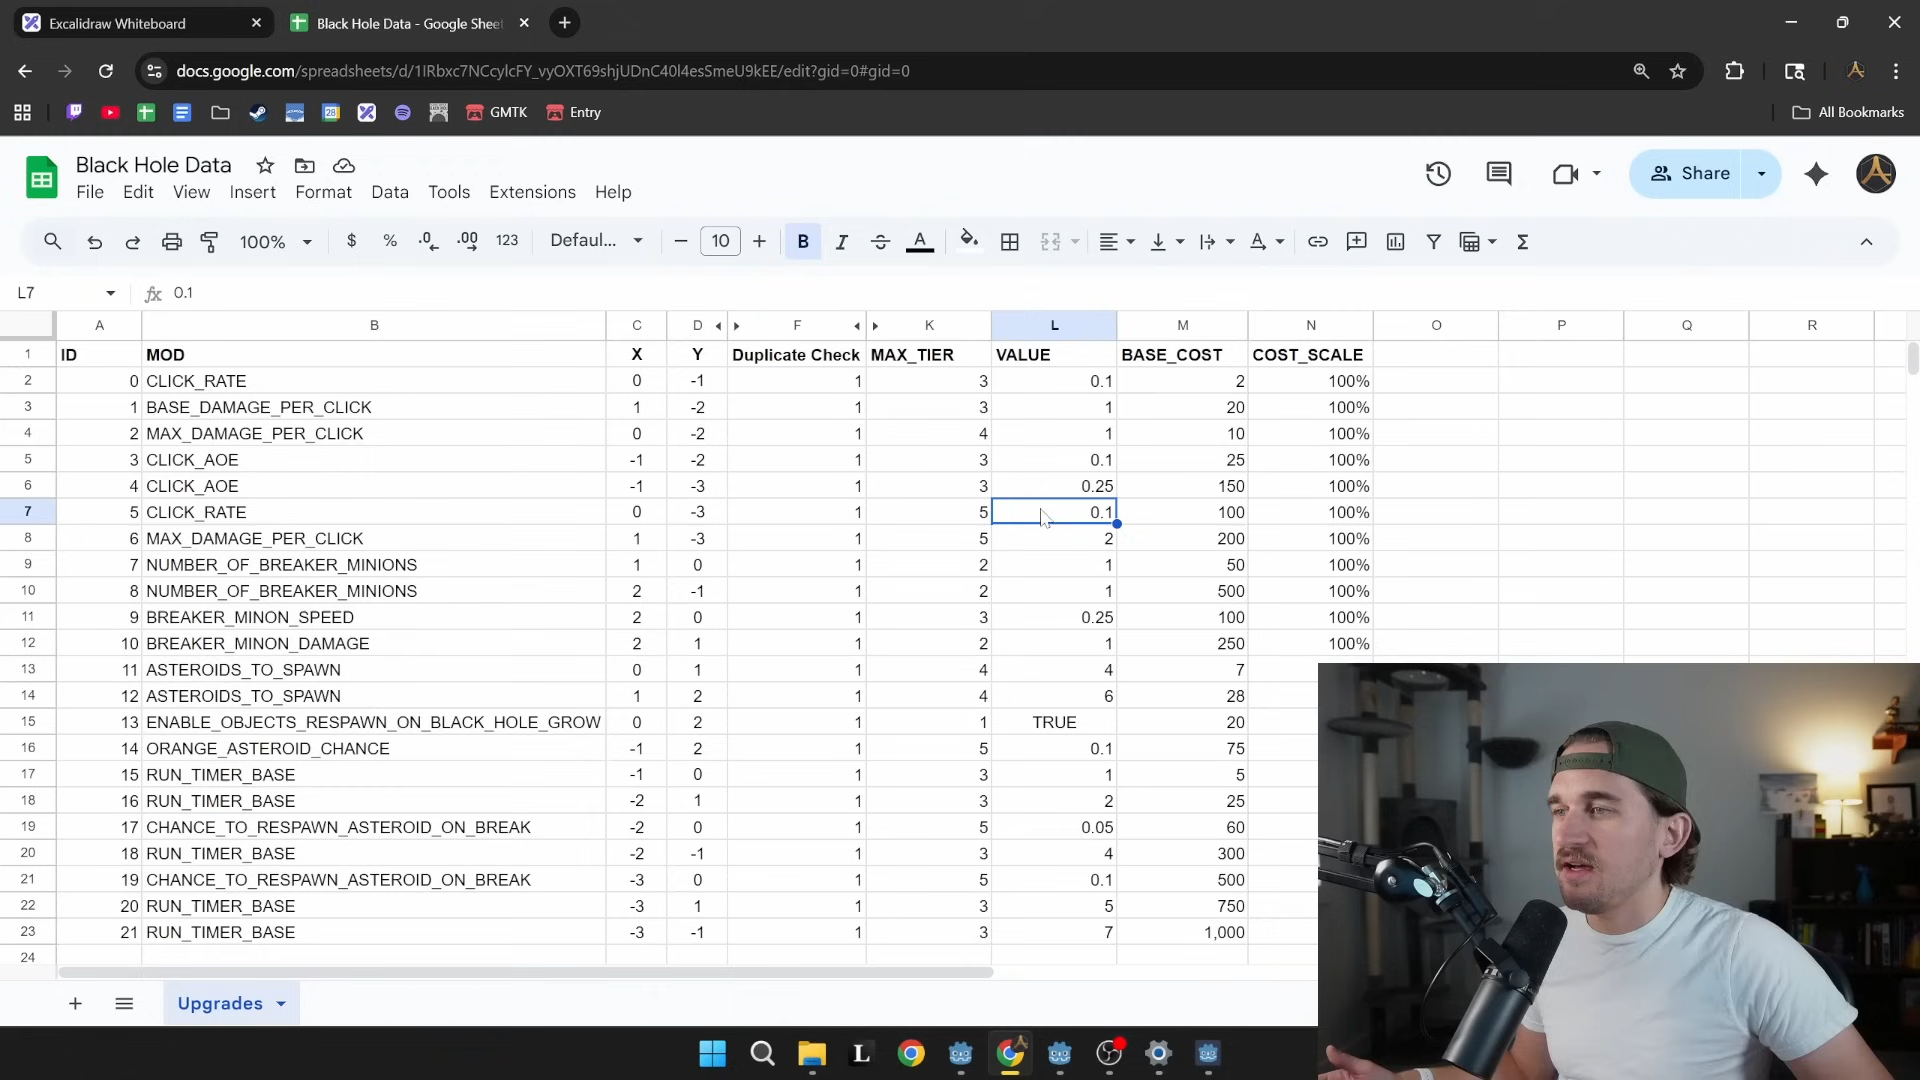 Excalidraw Whiteboard
Black Hole Data - Google Shee
docs.google.com/spreadsheets/d/1IRbxc7NCcylcFY_vyOXT69shjUDnC40l4esSmeU9kEE/edit?gid=0#gid=0
28 GMTK Entry All Bookmarks
Black Hole Data
File Edit View Insert Format Data Tools Extensions Help
Share
100% $ % .0 .00 123 Defaul... 10 B I A
L7 fx 0.1
A B C D F K L M N O P Q R
1 ID MOD X Y Duplicate Check MAX_TIER VALUE BASE_COST COST_SCALE
2 0 CLICK_RATE 0 -1 1 3 0.1 2 100%
3 1 BASE_DAMAGE_PER_CLICK 1 -2 1 3 1 20 100%
4 2 MAX_DAMAGE_PER_CLICK 0 -2 1 4 1 10 100%
5 3 CLICK_AOE -1 -2 1 3 0.1 25 100%
6 4 CLICK_AOE -1 -3 1 3 0.25 150 100%
7 5 CLICK_RATE 0 -3 1 5 0.1 100 100%
8 6 MAX_DAMAGE_PER_CLICK 1 -3 1 5 2 200 100%
9 7 NUMBER_OF_BREAKER_MINIONS 1 0 1 2 1 50 100%
10 8 NUMBER_OF_BREAKER_MINIONS 2 -1 1 2 1 500 100%
11 9 BREAKER_MINON_SPEED 2 0 1 3 0.25 100 100%
12 10 BREAKER_MINON_DAMAGE 2 1 1 2 1 250 100%
13 11 ASTEROIDS_TO_SPAWN 0 1 1 4 4 7
14 12 ASTEROIDS_TO_SPAWN 1 2 1 4 6 28
15 13 ENABLE_OBJECTS_RESPAWN_ON_BLACK_HOLE_GROW 0 2 1 1 TRUE 20
16 14 ORANGE_ASTEROID_CHANCE -1 2 1 5 0.1 75
17 15 RUN_TIMER_BASE -1 0 1 3 1 5
18 16 RUN_TIMER_BASE -2 1 1 3 2 25
19 17 CHANCE_TO_RESPAWN_ASTEROID_ON_BREAK -2 0 1 5 0.05 60
20 18 RUN_TIMER_BASE -2 -1 1 3 4 300
21 19 CHANCE_TO_RESPAWN_ASTEROID_ON_BREAK -3 0 1 5 0.1 500
22 20 RUN_TIMER_BASE -3 1 1 3 5 750
23 21 RUN_TIMER_BASE -3 -1 1 3 7 1,000
24
Upgrades
L